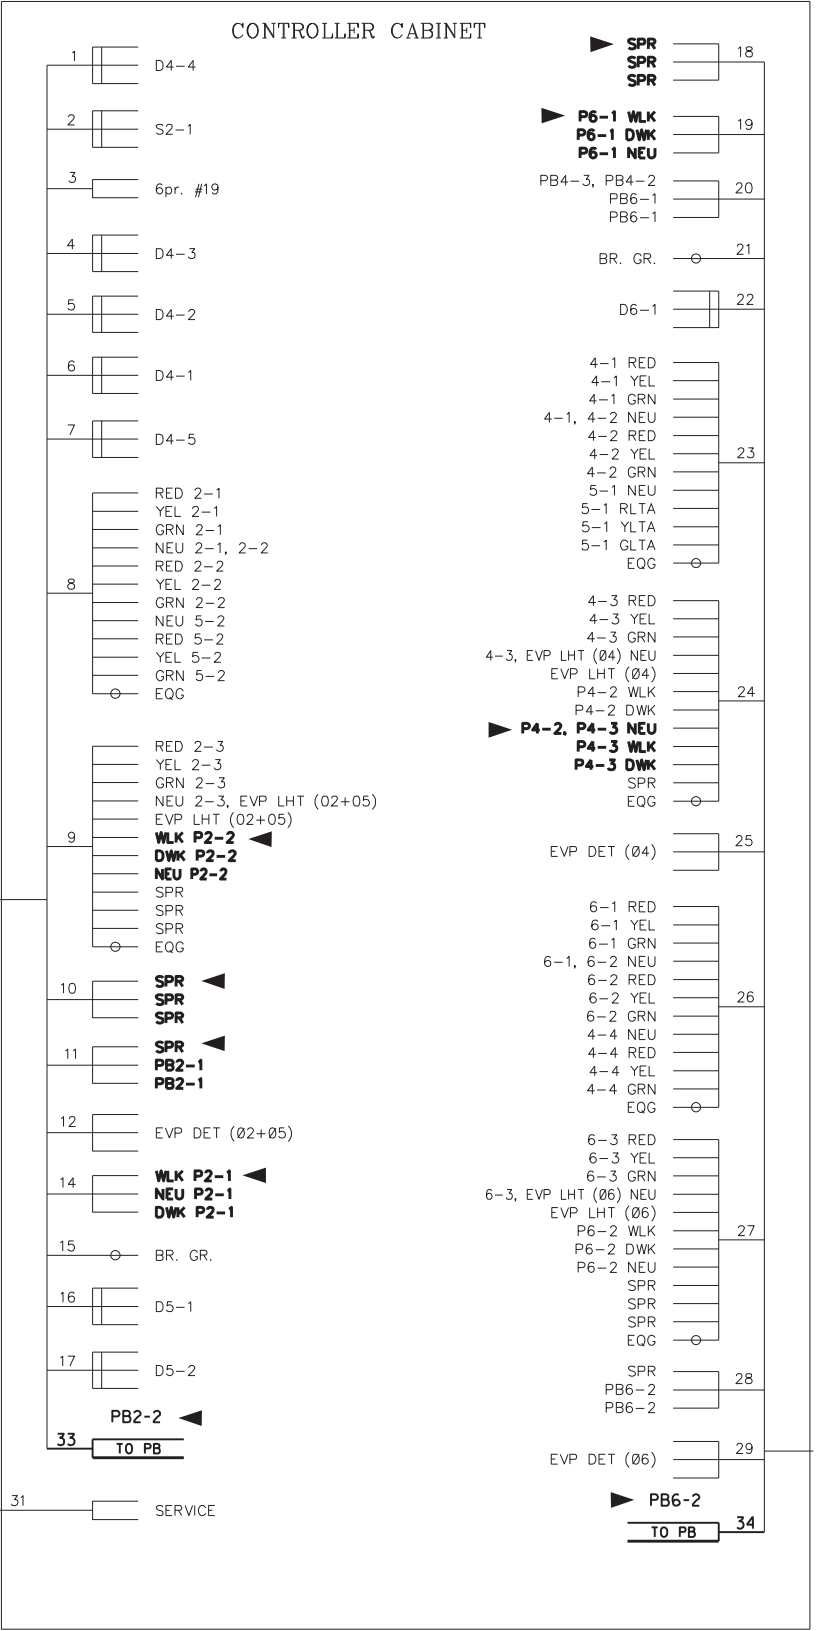 CONTROLLER CABINET
1
D4-4
2
S2-1
3
6pr. #19
4
D4-3
5
D4-2
6
D4-1
7
D4-5
8
RED 2-1
YEL 2-1
GRN 2-1
NEU 2-1, 2-2
RED 2-2
YEL 2-2
GRN 2-2
NEU 5-2
RED 5-2
YEL 5-2
GRN 5-2
EQG
9
RED 2-3
YEL 2-3
GRN 2-3
NEU 2-3, EVP LHT (02+05)
EVP LHT (02+05)
WLK P2-2
DWK P2-2
NEU P2-2
SPR
SPR
SPR
EQG
10
SPR
SPR
SPR
11
SPR
PB2-1
PB2-1
12
EVP DET (Ø2+Ø5)
14
WLK P2-1
NEU P2-1
DWK P2-1
15
BR. GR.
16
D5-1
17
D5-2
PB2-2
33
TO PB
31
SERVICE
SPR
SPR
SPR
18
P6-1 WLK
P6-1 DWK
P6-1 NEU
19
PB4-3, PB4-2
PB6-1
PB6-1
20
BR. GR.
21
D6-1
22
4-1 RED
4-1 YEL
4-1 GRN
4-1, 4-2 NEU
4-2 RED
4-2 YEL
4-2 GRN
5-1 NEU
5-1 RLTA
5-1 YLTA
5-1 GLTA
EQG
23
4-3 RED
4-3 YEL
4-3 GRN
4-3, EVP LHT (Ø4) NEU
EVP LHT (Ø4)
P4-2 WLK
P4-2 DWK
P4-2, P4-3 NEU
P4-3 WLK
P4-3 DWK
SPR
EQG
24
EVP DET (Ø4)
25
6-1 RED
6-1 YEL
6-1 GRN
6-1, 6-2 NEU
6-2 RED
6-2 YEL
6-2 GRN
4-4 NEU
4-4 RED
4-4 YEL
4-4 GRN
EQG
26
6-3 RED
6-3 YEL
6-3 GRN
6-3, EVP LHT (Ø6) NEU
EVP LHT (Ø6)
P6-2 WLK
P6-2 DWK
P6-2 NEU
SPR
SPR
SPR
EQG
27
SPR
PB6-2
PB6-2
28
EVP DET (Ø6)
29
PB6-2
TO PB
34